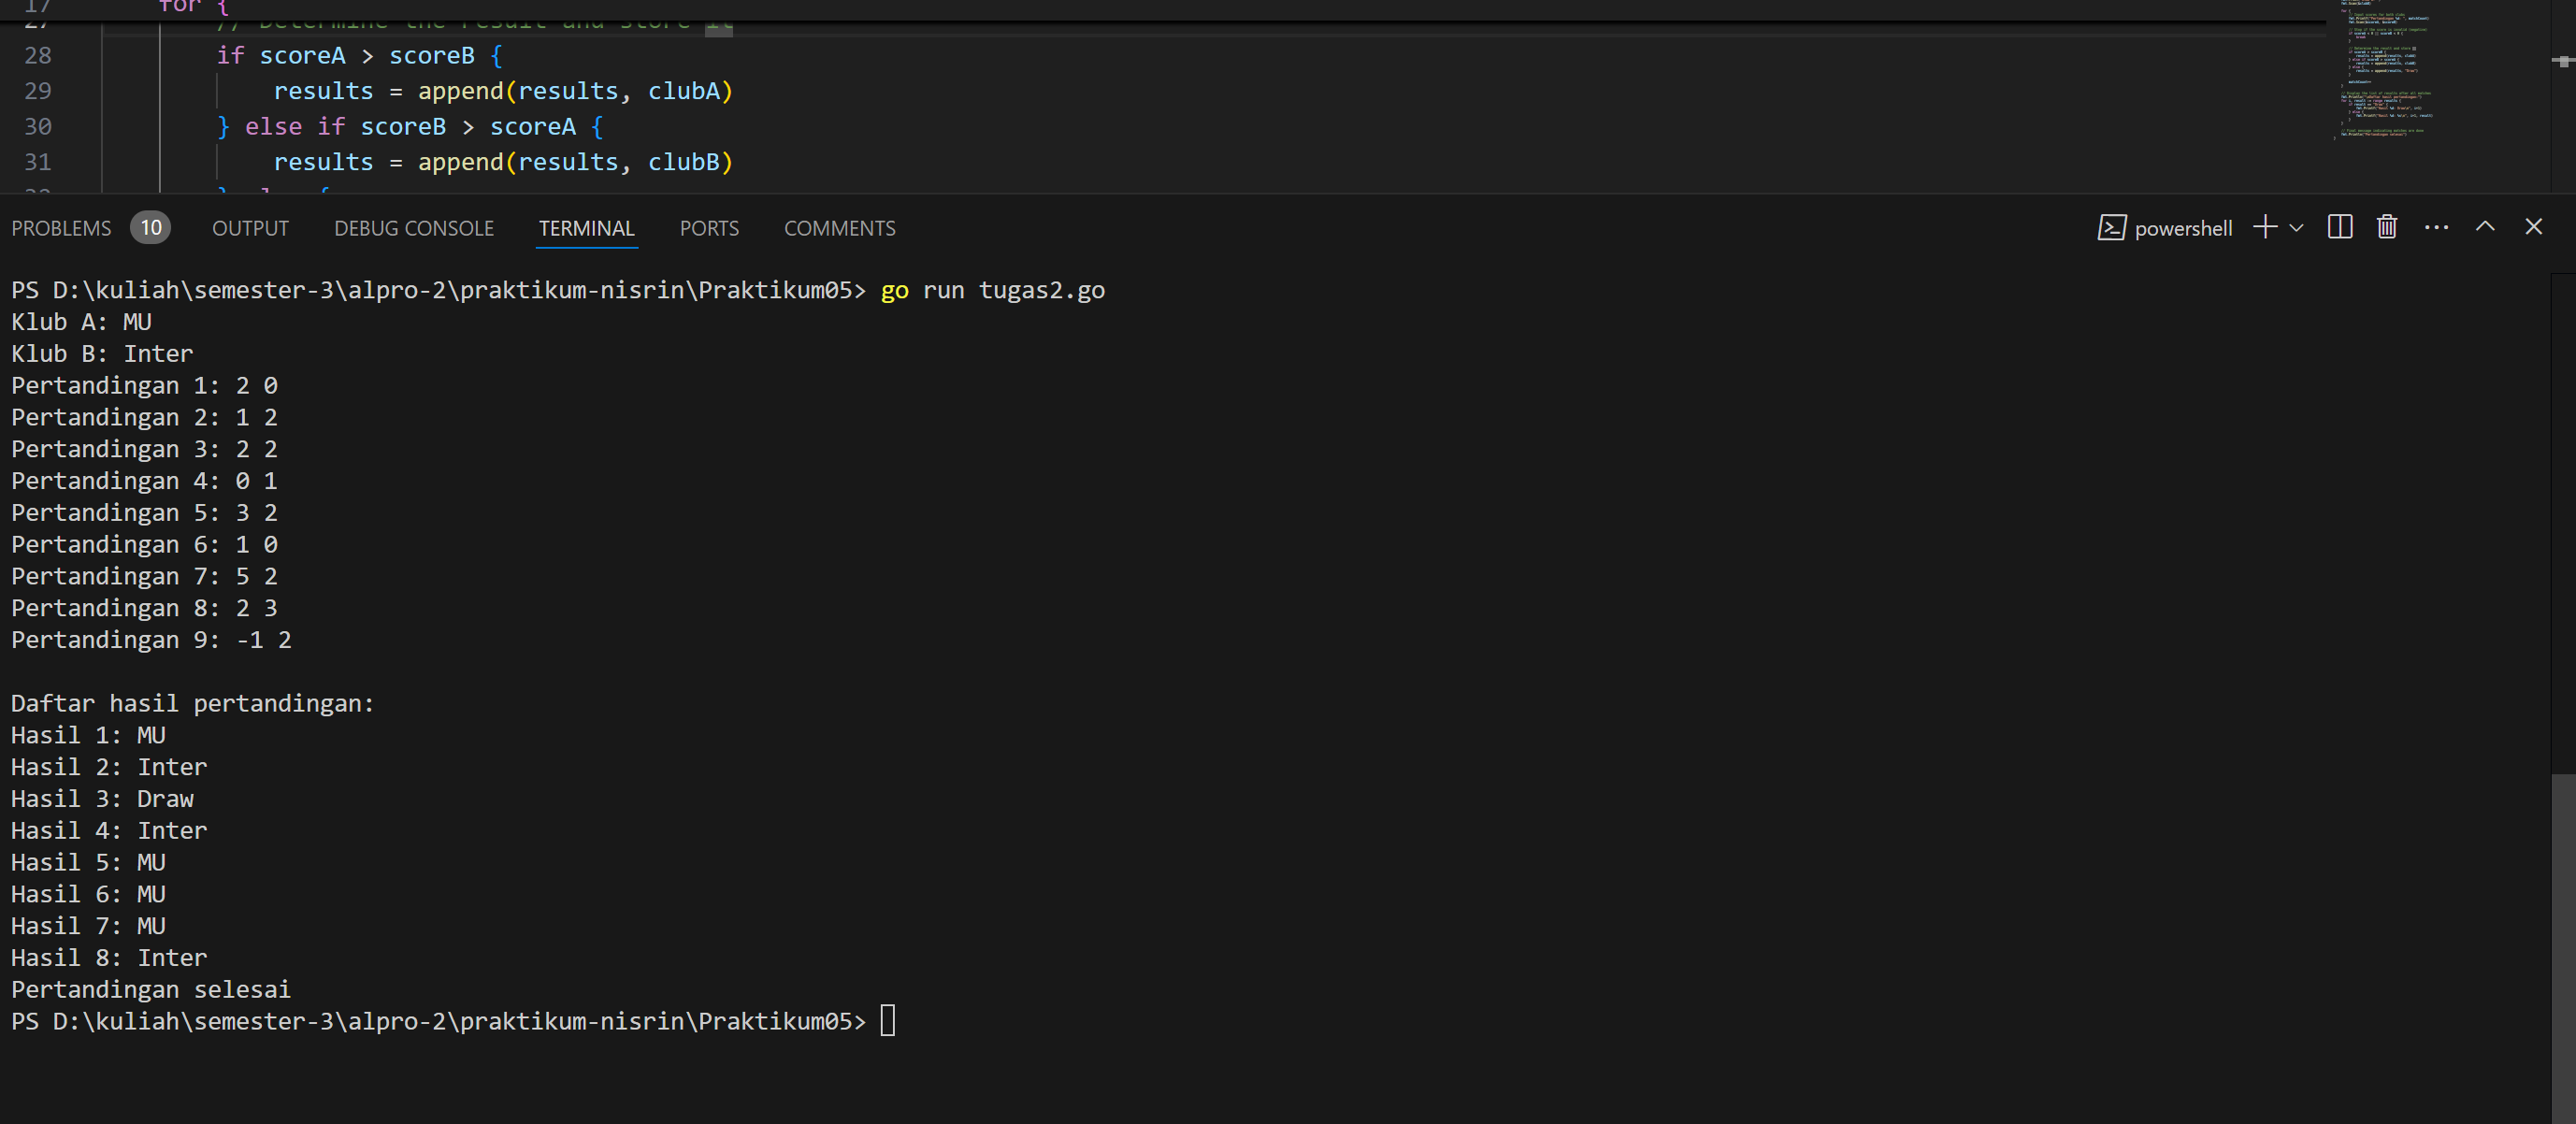 17 for {
27 // Determine the result and store it
28 if scoreA > scoreB {
29 results = append(results, clubA)
30 } else if scoreB > scoreA {
31 results = append(results, clubB)
32 } else {
PROBLEMS 10 OUTPUT DEBUG CONSOLE TERMINAL PORTS COMMENTS powershell
PS D:\kuliah\semester-3\alpro-2\praktikum-nisrin\Praktikum05> go run tugas2.go
Klub A: MU
Klub B: Inter
Pertandingan 1: 2 0
Pertandingan 2: 1 2
Pertandingan 3: 2 2
Pertandingan 4: 0 1
Pertandingan 5: 3 2
Pertandingan 6: 1 0
Pertandingan 7: 5 2
Pertandingan 8: 2 3
Pertandingan 9: -1 2
Daftar hasil pertandingan:
Hasil 1: MU
Hasil 2: Inter
Hasil 3: Draw
Hasil 4: Inter
Hasil 5: MU
Hasil 6: MU
Hasil 7: MU
Hasil 8: Inter
Pertandingan selesai
PS D:\kuliah\semester-3\alpro-2\praktikum-nisrin\Praktikum05>